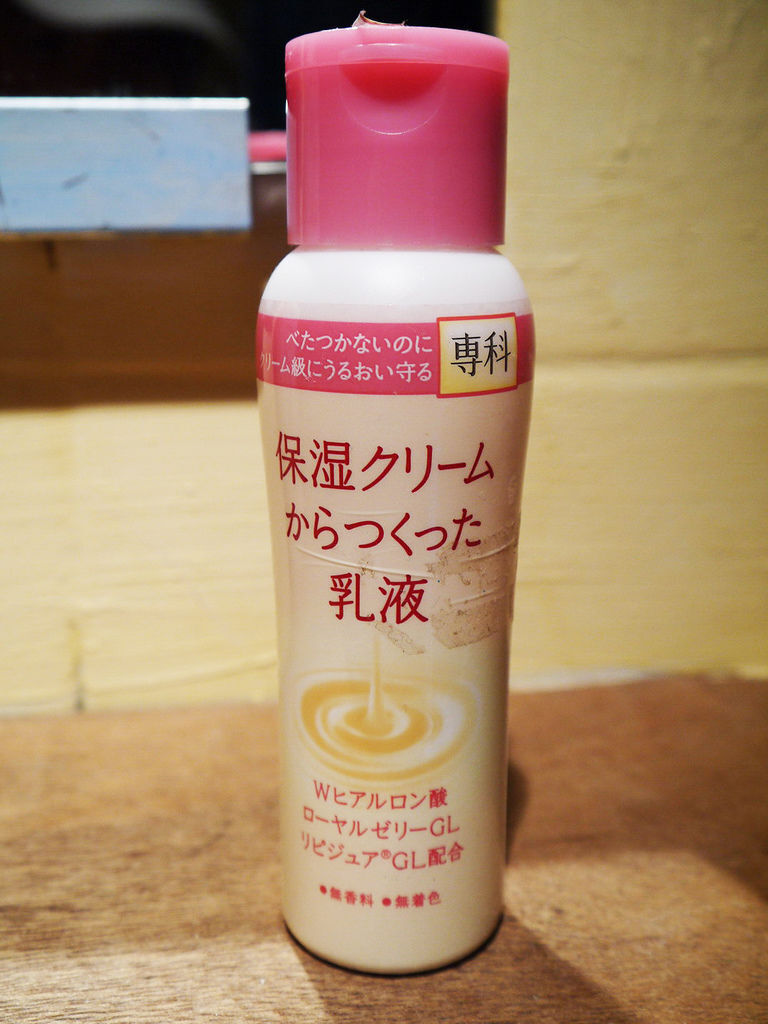 べたつかないのに
クリーム級にうるおい守る
専科
保湿クリーム
からつくった
乳液
Wヒアルロン酸
ローヤルゼリーGL
リピジュア®GL配合
●無香料 ●無着色